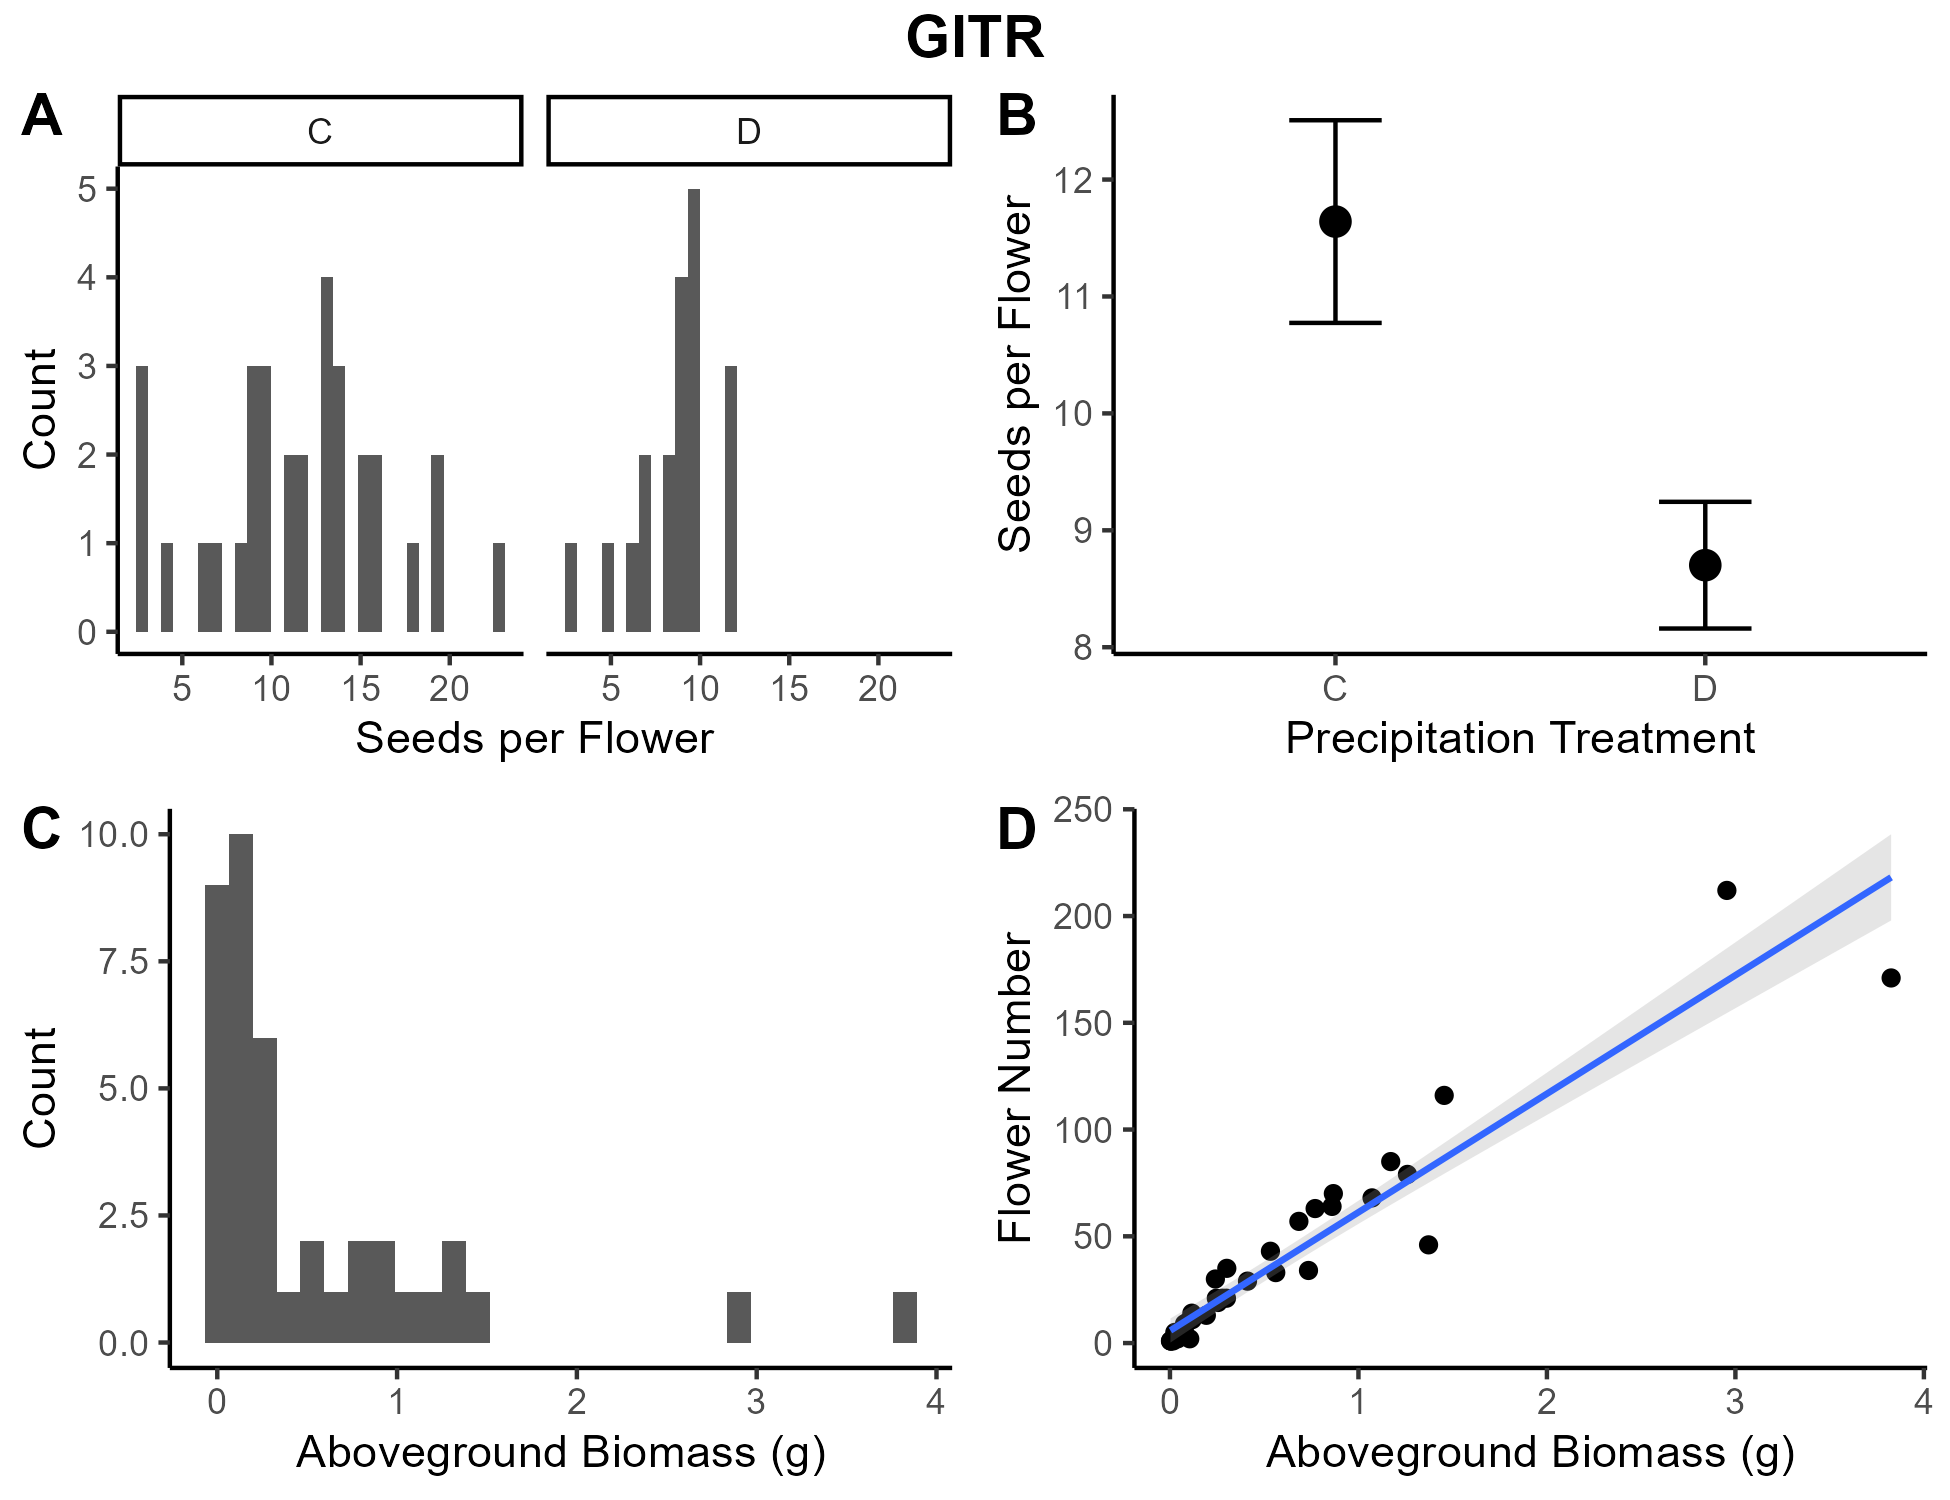 GITR
A
C
D
5
4
3
2
1
0
Count
5 10 15 20
5 10 15 20
Seeds per Flower
B
12
11
10
9
8
Seeds per Flower
C D
Precipitation Treatment
C
10.0
7.5
5.0
2.5
0.0
Count
0 1 2 3 4
Aboveground Biomass (g)
D
250
200
150
100
50
0
Flower Number
0 1 2 3 4
Aboveground Biomass (g)